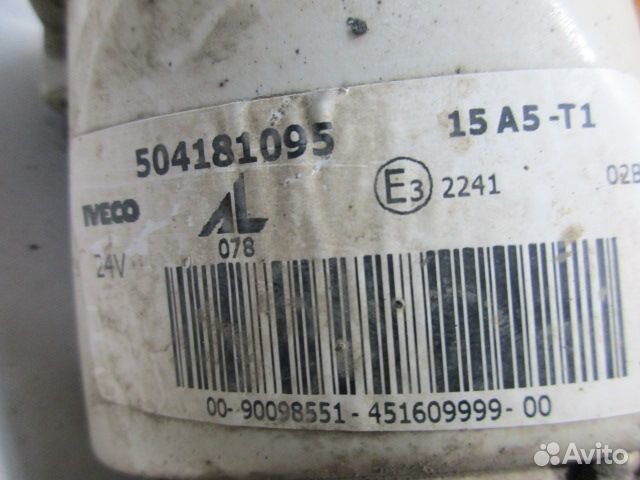 504181095 15 A5-T1
IVECO AL E3 2241 02B
24V 078
00-90098551-451609999-00
Avito